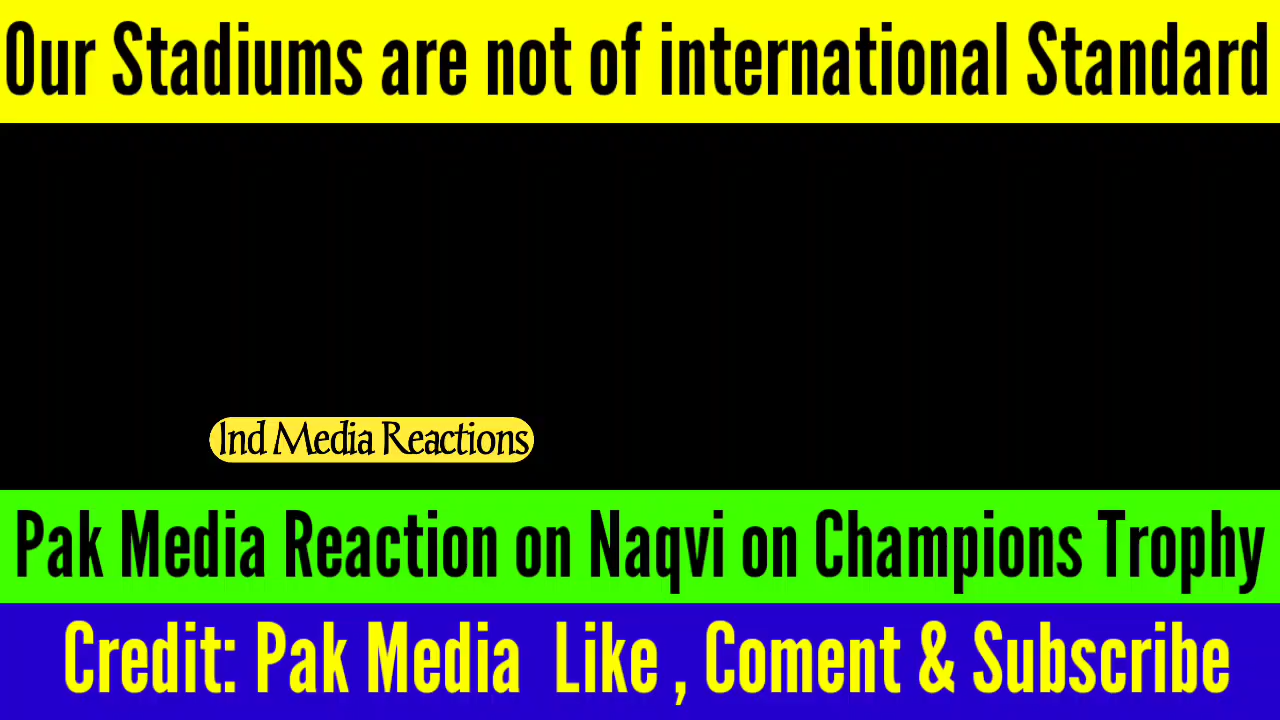 Our Stadiums are not of international Standard
Ind Media Reactions
Pak Media Reaction on Naqvi on Champions Trophy
Credit: Pak Media Like , Coment & Subscribe